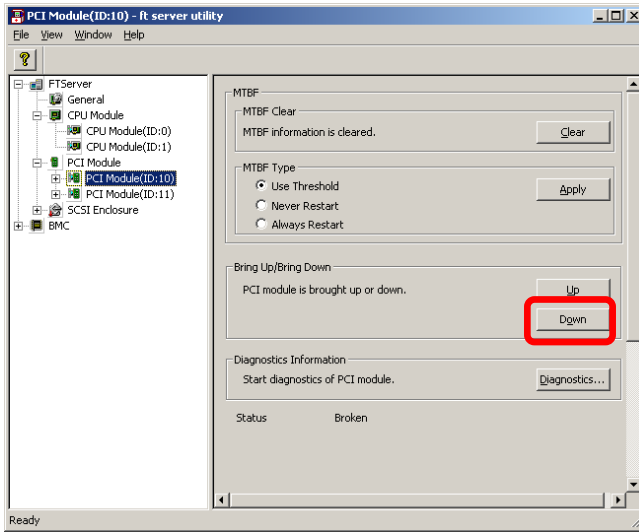 PCI Module(ID:10) - ft server utility
File View Window Help
FTServer
General
CPU Module
CPU Module(ID:0)
CPU Module(ID:1)
PCI Module
PCI Module(ID:10)
PCI Module(ID:11)
SCSI Enclosure
BMC
MTBF
MTBF Clear
MTBF information is cleared.
Clear
MTBF Type
Use Threshold
Apply
Never Restart
Always Restart
Bring Up/Bring Down
PCI module is brought up or down.
Up
Down
Diagnostics Information
Start diagnostics of PCI module.
Diagnostics...
Status Broken
Ready